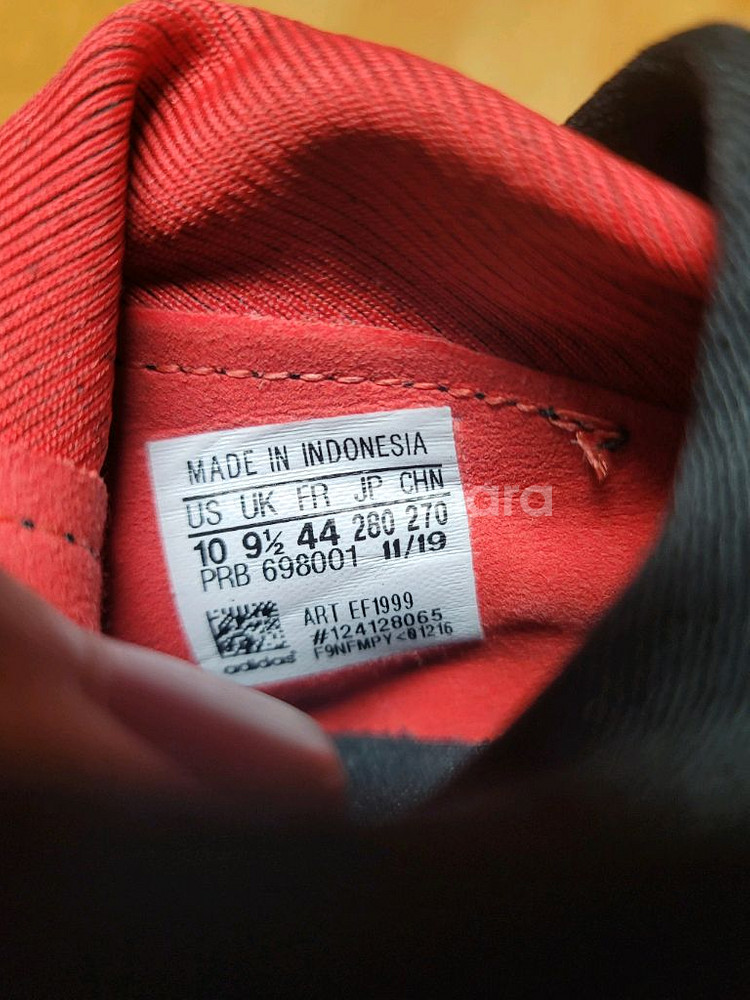 MADE IN INDONESIA
US UK FR JP CHN
10 9½ 44 280 270
PRB 698001 11/19
ART EF1999
#124128065
F9NFMPY<01216
adidas